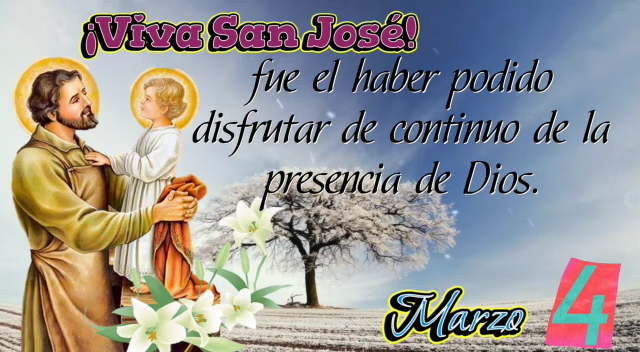 ¡Viva San José!
fue el haber podido
disfrutar de continuo de la
presencia de Dios.
Marzo 4